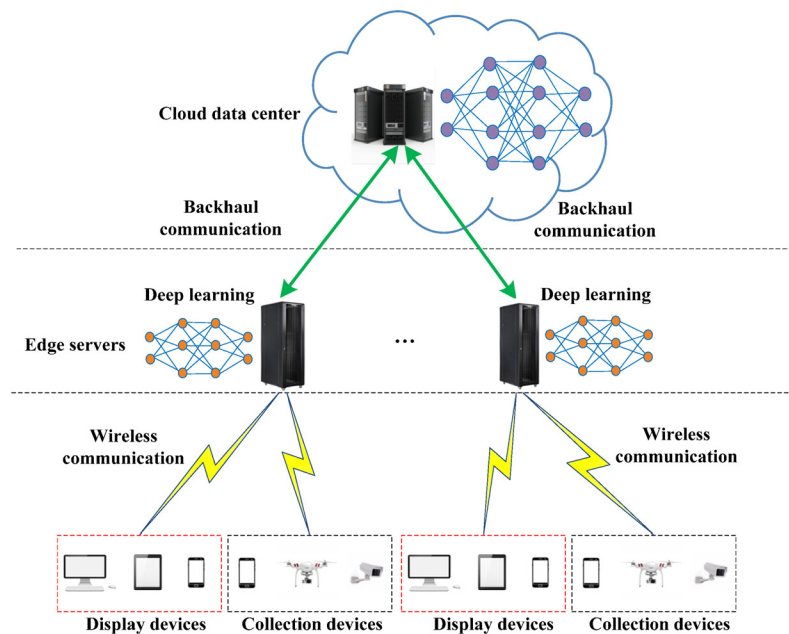 Cloud data center
Backhaul
communication
Backhaul
communication
Deep learning
Deep learning
Edge servers
...
Wireless
communication
Wireless
communication
Display devices
Collection devices
Display devices
Collection devices